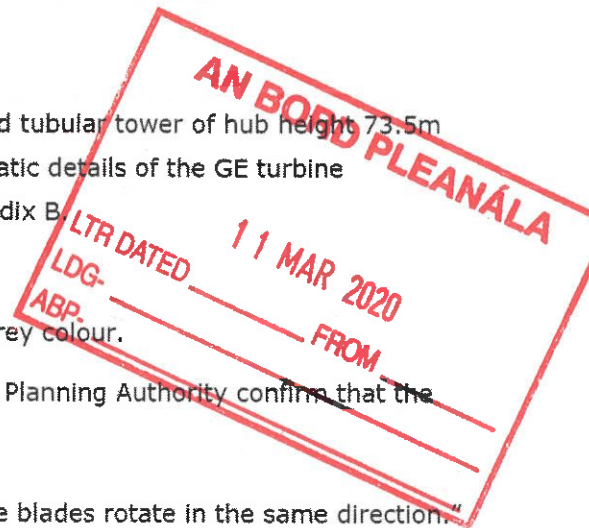 AN BORD PLEANÁLA
d tubular tower of hub height 73.5m
atic details of the GE turbine
dix B.
11 MAR 2020
LTR DATED FROM
LDG-
ABP-
rey colour.
Planning Authority confirm that the
e blades rotate in the same direction."